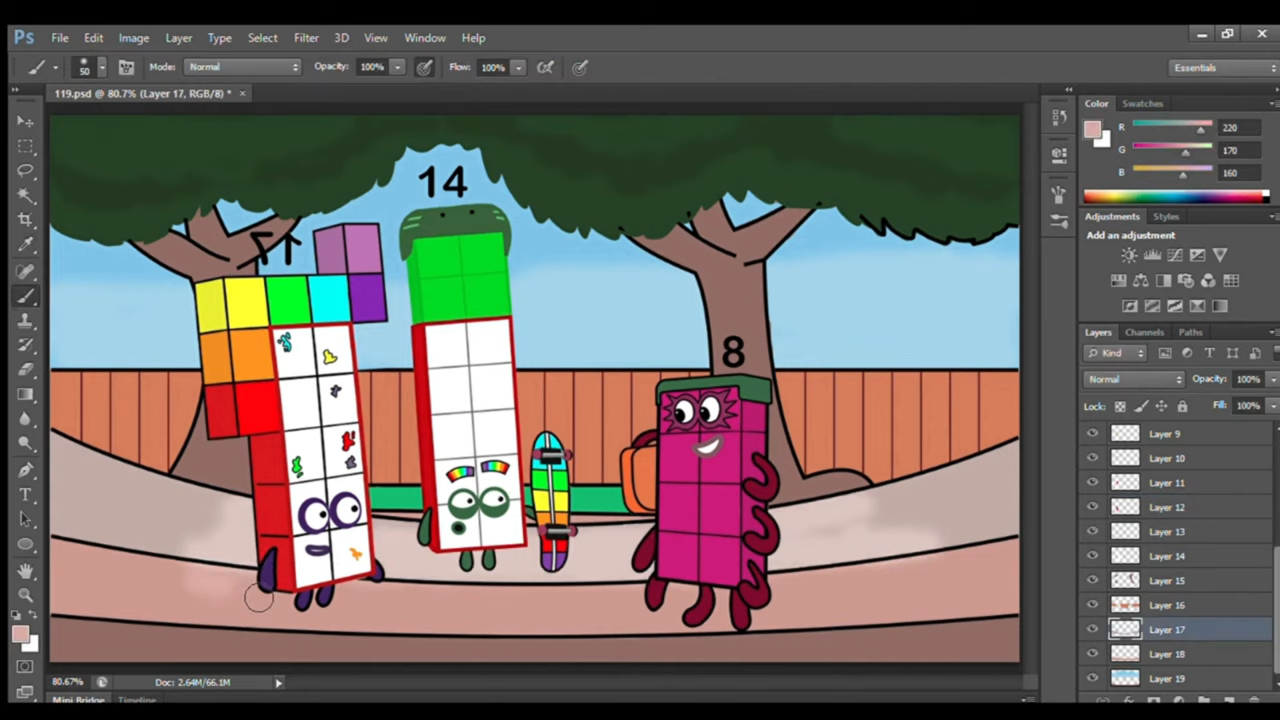 Ps File Edit Image Layer Type Select Filter 3D View Window Help
50 Mode: Normal Opacity: 100% Flow: 100% Essentials
119.psd @ 80.7% (Layer 17, RGB/8) * ×
Color Swatches
R 220
G 170
B 160
Adjustments Styles
Add an adjustment
Layers Channels Paths
Kind
Normal Opacity: 100%
Lock: Fill: 100%
Layer 9
Layer 10
Layer 11
Layer 12
Layer 13
Layer 14
Layer 15
Layer 16
Layer 17
Layer 18
Layer 19
14
8
80.67% Doc: 2.64M/66.1M
Mini Bridge Timeline